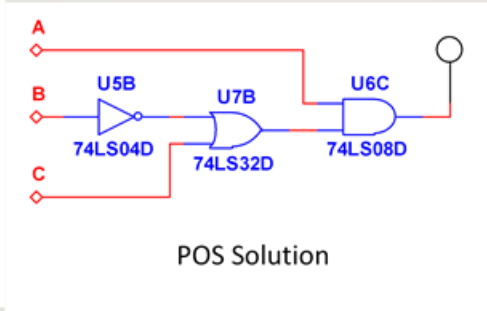 A
B
U5B
U7B
U6C
74LS04D
74LS32D
74LS08D
C
POS Solution